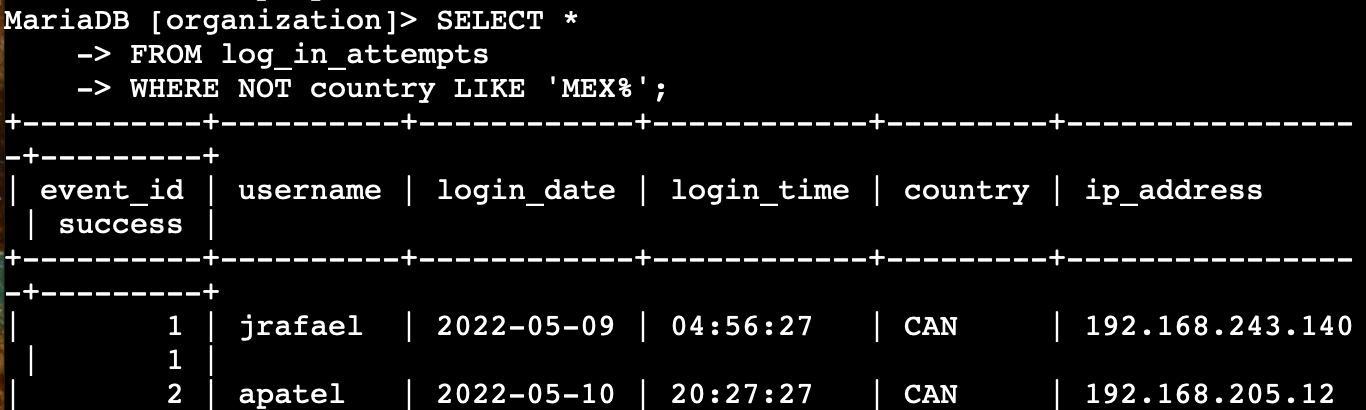 MariaDB [organization]> SELECT *
    -> FROM log_in_attempts
    -> WHERE NOT country LIKE 'MEX%';
+----------+----------+------------+------------+---------+----------------
-+---------+
| event_id | username | login_date | login_time | country | ip_address
 | success |
+----------+----------+------------+------------+---------+----------------
-+---------+
|        1 | jrafael  | 2022-05-09 | 04:56:27   | CAN     | 192.168.243.140
 |       1 |
|        2 | apatel   | 2022-05-10 | 20:27:27   | CAN     | 192.168.205.12